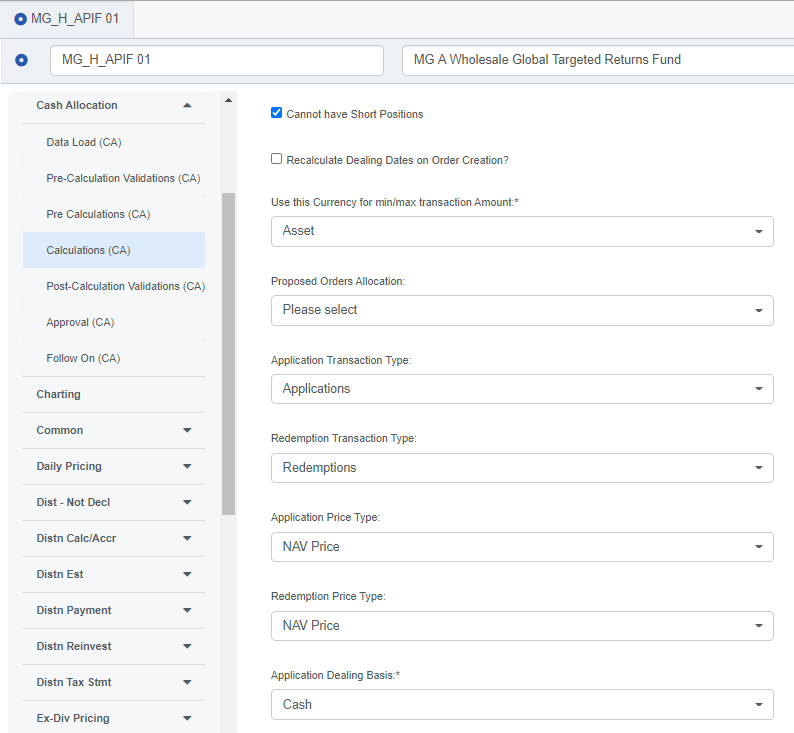 MG_H_APIF 01
MG_H_APIF 01
MG A Wholesale Global Targeted Returns Fund
Cash Allocation
Data Load (CA)
Pre-Calculation Validations (CA)
Pre Calculations (CA)
Calculations (CA)
Post-Calculation Validations (CA)
Approval (CA)
Follow On (CA)
Charting
Common
Daily Pricing
Dist - Not Decl
Distn Calc/Accr
Distn Est
Distn Payment
Distn Reinvest
Distn Tax Stmt
Ex-Div Pricing
Cannot have Short Positions
Recalculate Dealing Dates on Order Creation?
Use this Currency for min/max transaction Amount:*
Asset
Proposed Orders Allocation:
Please select
Application Transaction Type:
Applications
Redemption Transaction Type:
Redemptions
Application Price Type:
NAV Price
Redemption Price Type:
NAV Price
Application Dealing Basis:*
Cash